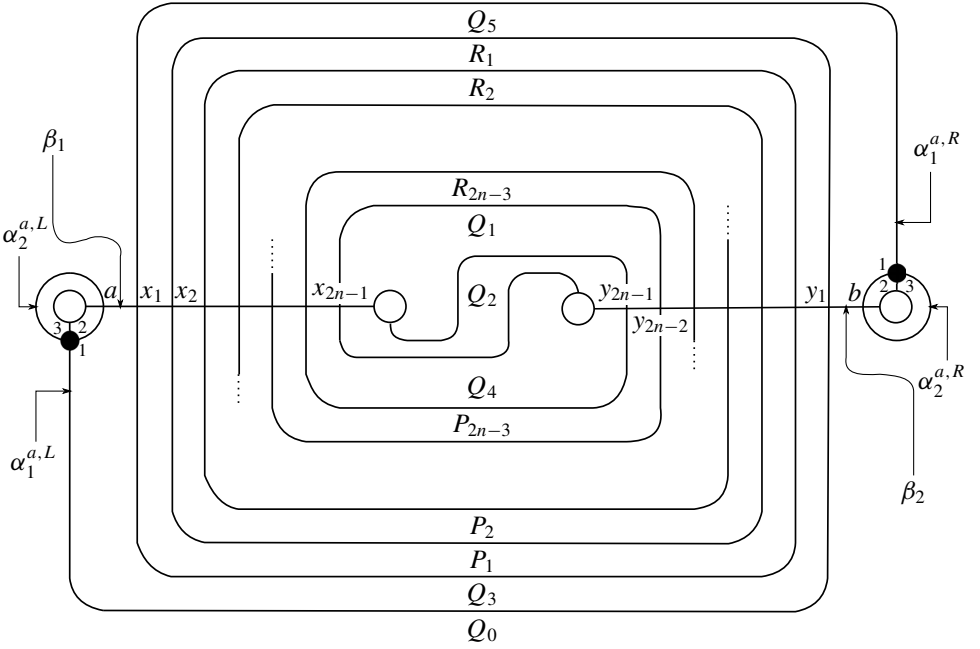 Q₅
R₁
R₂
β₁
α₁^{a,R}
R₂ₙ₋₃
Q₁
α₂^{a,L}
1
a x₁ x₂ x₂ₙ₋₁ Q₂ y₂ₙ₋₁ y₁ b 2 3
3 2 y₂ₙ₋₂
1
α₂^{a,R}
Q₄
P₂ₙ₋₃
α₁^{a,L}
β₂
P₂
P₁
Q₃
Q₀